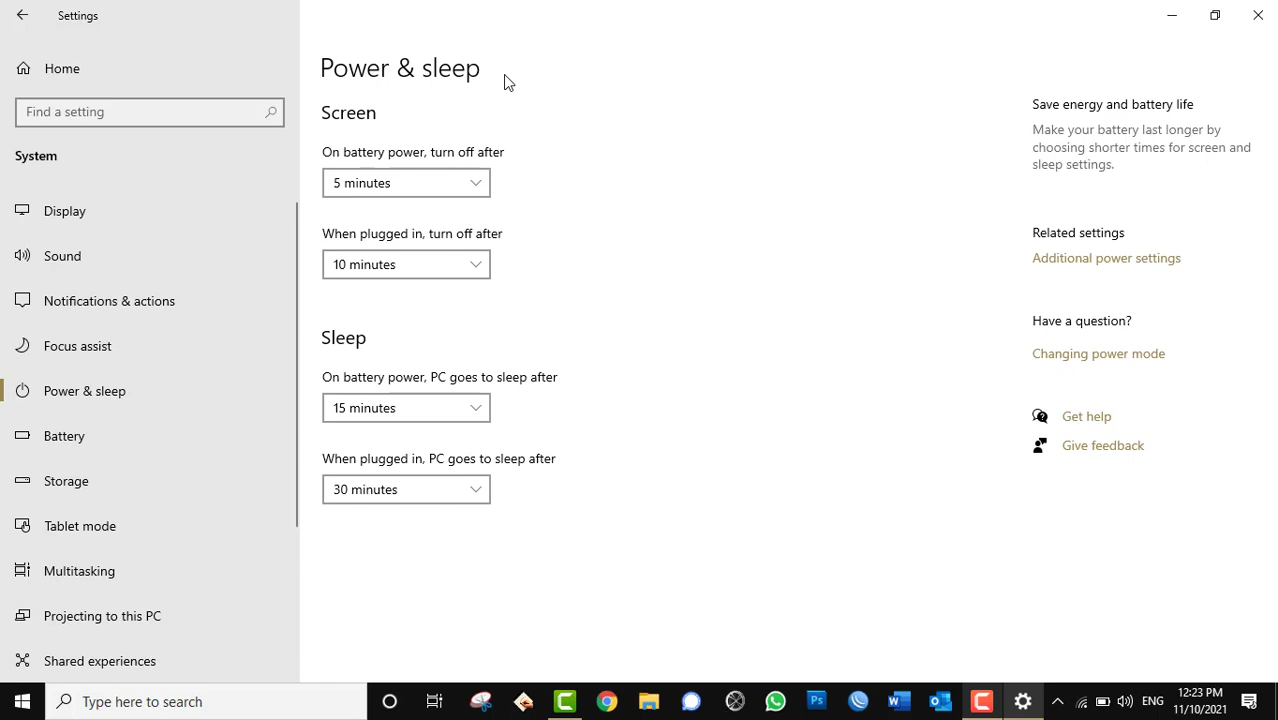 Settings
Home
Find a setting
System
Display
Sound
Notifications & actions
Focus assist
Power & sleep
Battery
Storage
Tablet mode
Multitasking
Projecting to this PC
Shared experiences
Power & sleep
Screen
On battery power, turn off after
5 minutes
When plugged in, turn off after
10 minutes
Sleep
On battery power, PC goes to sleep after
15 minutes
When plugged in, PC goes to sleep after
30 minutes
Save energy and battery life
Make your battery last longer by
choosing shorter times for screen and
sleep settings.
Related settings
Additional power settings
Have a question?
Changing power mode
Get help
Give feedback
Type here to search
Ps
ENG
12:23 PM
11/10/2021